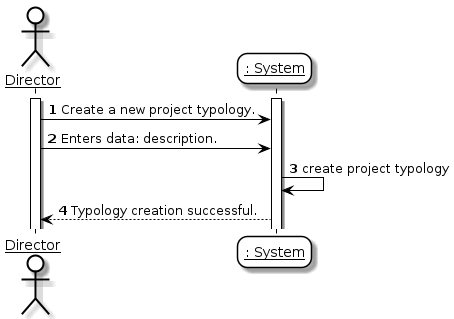 Director
: System
1 Create a new project typology.
2 Enters data: description.
3 create project typology
4 Typology creation successful.
Director
: System